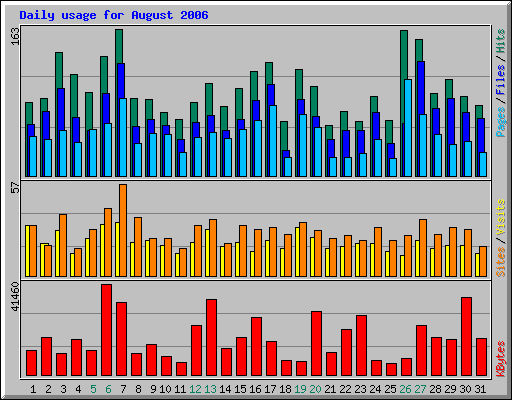 Daily usage for August 2006
163
Pages / Files / Hits
57
Sites / Visits
41460
KBytes
1 2 3 4 5 6 7 8 9 10 11 12 13 14 15 16 17 18 19 20 21 22 23 24 25 26 27 28 29 30 31